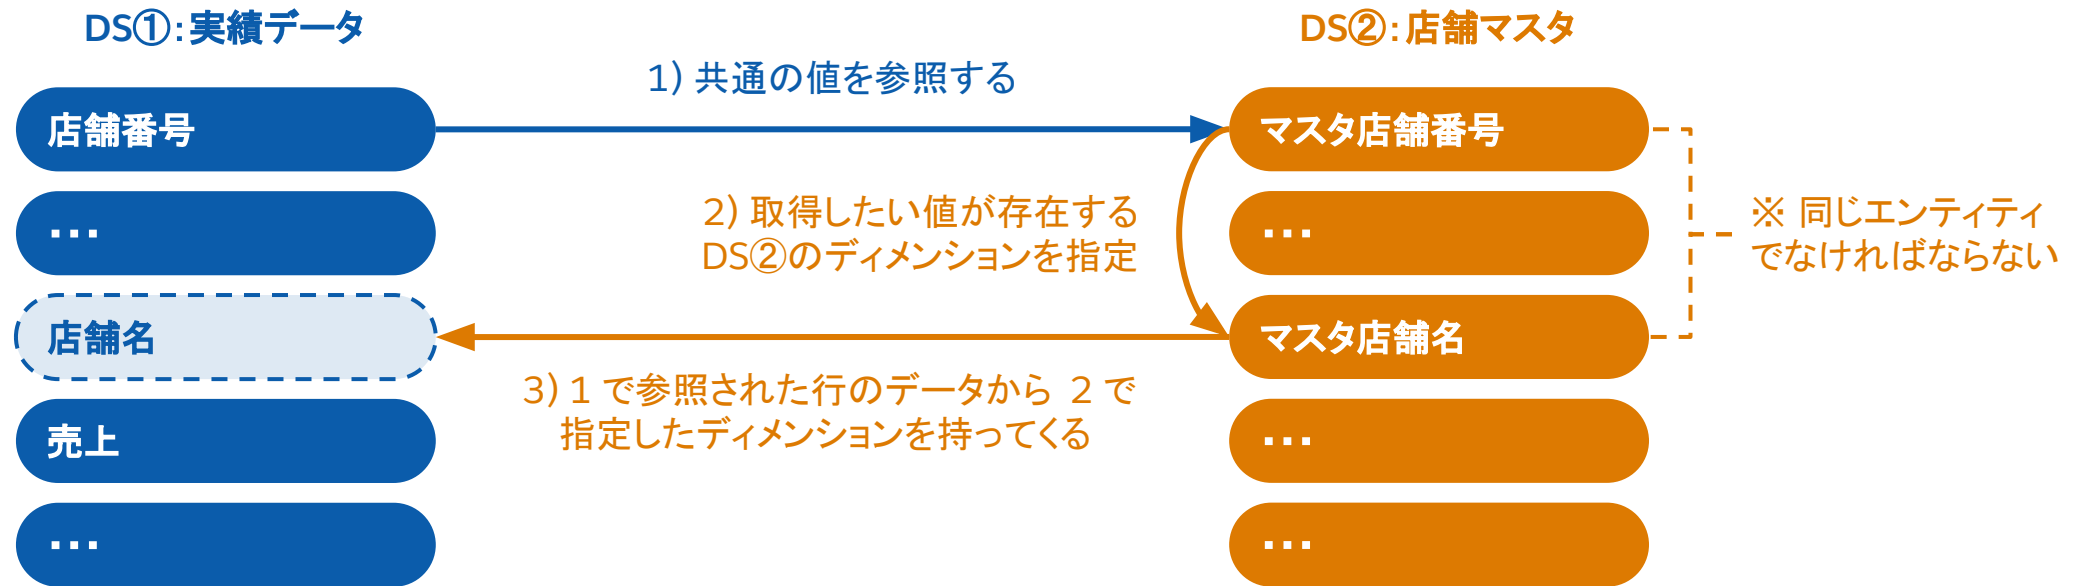 DS①:実績データ
DS②:店舗マスタ
1) 共通の値を参照する
店舗番号
マスタ店舗番号
・・・
2) 取得したい値が存在する
DS②のディメンションを指定
・・・
※ 同じエンティティ
でなければならない
店舗名
マスタ店舗名
3) 1 で参照された行のデータから 2 で
指定したディメンションを持ってくる
売上
・・・
・・・
・・・